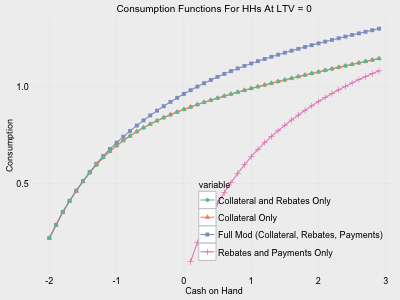 Consumption Functions For HHs At LTV = 0
Consumption
1.0
0.5
variable
Collateral and Rebates Only
Collateral Only
Full Mod (Collateral, Rebates, Payments)
Rebates and Payments Only
-2 -1 0 1 2 3
Cash on Hand